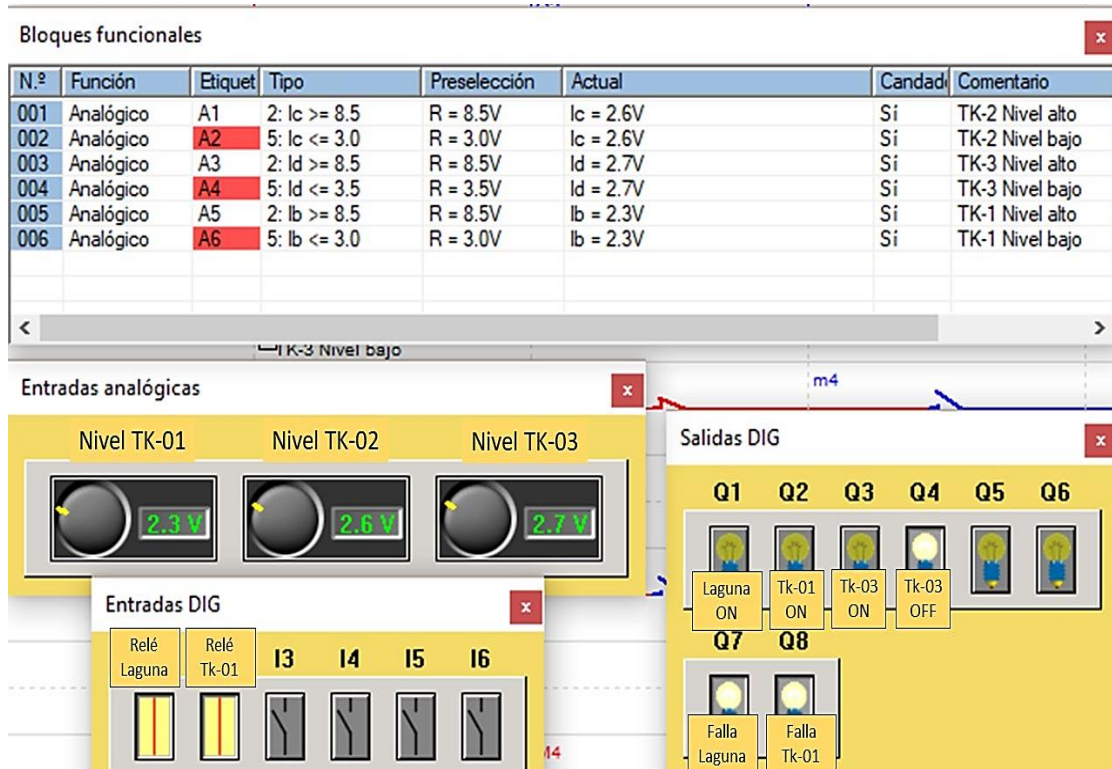 Bloques funcionales
x
N.º Función Etiquet Tipo Preselección Actual Candad Comentario
001 Analógico A1 2: Ic >= 8.5 R = 8.5V Ic = 2.6V Sí TK-2 Nivel alto
002 Analógico A2 5: Ic <= 3.0 R = 3.0V Ic = 2.6V Sí TK-2 Nivel bajo
003 Analógico A3 2: Id >= 8.5 R = 8.5V Id = 2.7V Sí TK-3 Nivel alto
004 Analógico A4 5: Id <= 3.5 R = 3.5V Id = 2.7V Sí TK-3 Nivel bajo
005 Analógico A5 2: Ib >= 8.5 R = 8.5V Ib = 2.3V Sí TK-1 Nivel alto
006 Analógico A6 5: Ib <= 3.0 R = 3.0V Ib = 2.3V Sí TK-1 Nivel bajo
TK-3 Nivel bajo
m4
Entradas analógicas
x
Nivel TK-01 Nivel TK-02 Nivel TK-03
2.3 V 2.6 V 2.7 V
Salidas DIG
x
Q1 Q2 Q3 Q4 Q5 Q6
Laguna ON
Tk-01 ON
Tk-03 ON
Tk-03 OFF
Q7 Q8
Falla Laguna
Falla Tk-01
Entradas DIG
x
Relé Laguna
Relé Tk-01
I3 I4 I5 I6